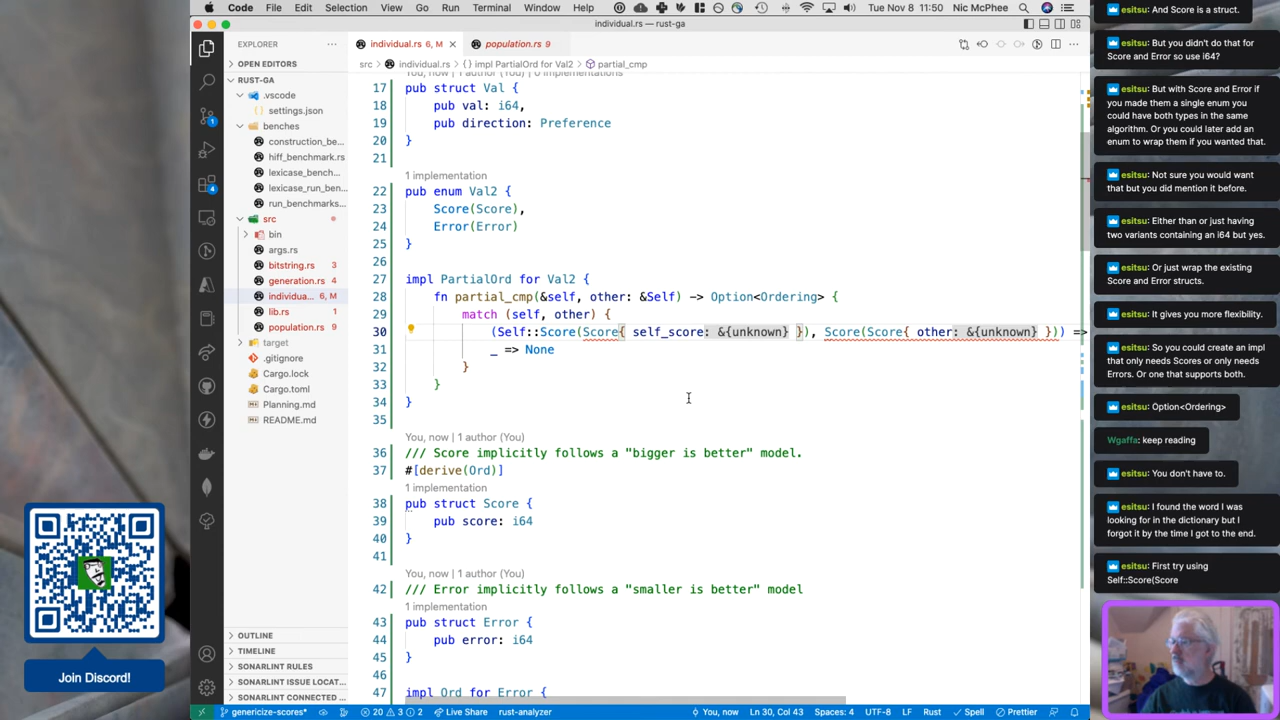 Code File Edit Selection View Go Run Terminal Window Help Tue Nov 8 11:50 Nic McPhee
individual.rs — rust-ga
EXPLORER
individual.rs 6, M
population.rs 9
OPEN EDITORS
src > individual.rs > {} impl PartialOrd for Val2 > partial_cmp
RUST-GA
.vscode
settings.json
benches
construction_be...
hiff_benchmark.rs
lexicase_bench...
lexicase_run_ben...
run_benchmarks...
src
bin
args.rs
bitstring.rs 3
generation.rs 4
individua... 6, M
lib.rs 1
population.rs 9
target
.gitignore
Cargo.lock
Cargo.toml
Planning.md
README.md
OUTLINE
TIMELINE
SONARLINT RULES
SONARLINT ISSUE LOCAT...
SONARLINT CONNECTED ...
You, now | 1 author (You) | 0 implementations
17 pub struct Val {
18 pub val: i64,
19 pub direction: Preference
20 }
21
1 implementation
22 pub enum Val2 {
23 Score(Score),
24 Error(Error)
25 }
26
27 impl PartialOrd for Val2 {
28 fn partial_cmp(&self, other: &Self) -> Option<Ordering> {
29 match (self, other) {
30 (Self::Score(Score{ self_score: &{unknown} }), Score(Score{ other: &{unknown} })) =>
31 _ => None
32 }
33 }
34 }
35
You, now | 1 author (You)
36 /// Score implicitly follows a "bigger is better" model.
37 #[derive(Ord)]
1 implementation
38 pub struct Score {
39 pub score: i64
40 }
41
You, now | 1 author (You)
42 /// Error implicitly follows a "smaller is better" model
1 implementation
43 pub struct Error {
44 pub error: i64
45 }
46
47 impl Ord for Error {
genericize-scores* 20 3 2 Live Share rust-analyzer You, now Ln 30, Col 43 Spaces: 4 UTF-8 LF Rust Spell Prettier
esitsu: And Score is a struct.
esitsu: But you didn't do that for
Score and Error so use i64?
esitsu: But with Score and Error if
you made them a single enum you
could have both types in the same
algorithm. Or you could later add an
enum to wrap them if you wanted that.
esitsu: Not sure you would want
that but you did mention it before.
esitsu: Either than or just having
two variants containing an i64 but yes.
esitsu: Or just wrap the existing
Score and Error structs.
esitsu: It gives you more flexibility.
esitsu: So you could create an impl
that only needs Scores or only needs
Errors. Or one that supports both.
esitsu: Option<Ordering>
Wgaffa: keep reading
esitsu: You don't have to.
esitsu: I found the word I was
looking for in the dictionary but I
forgot it by the time I got to the end.
esitsu: First try using
Self::Score(Score
Join Discord!